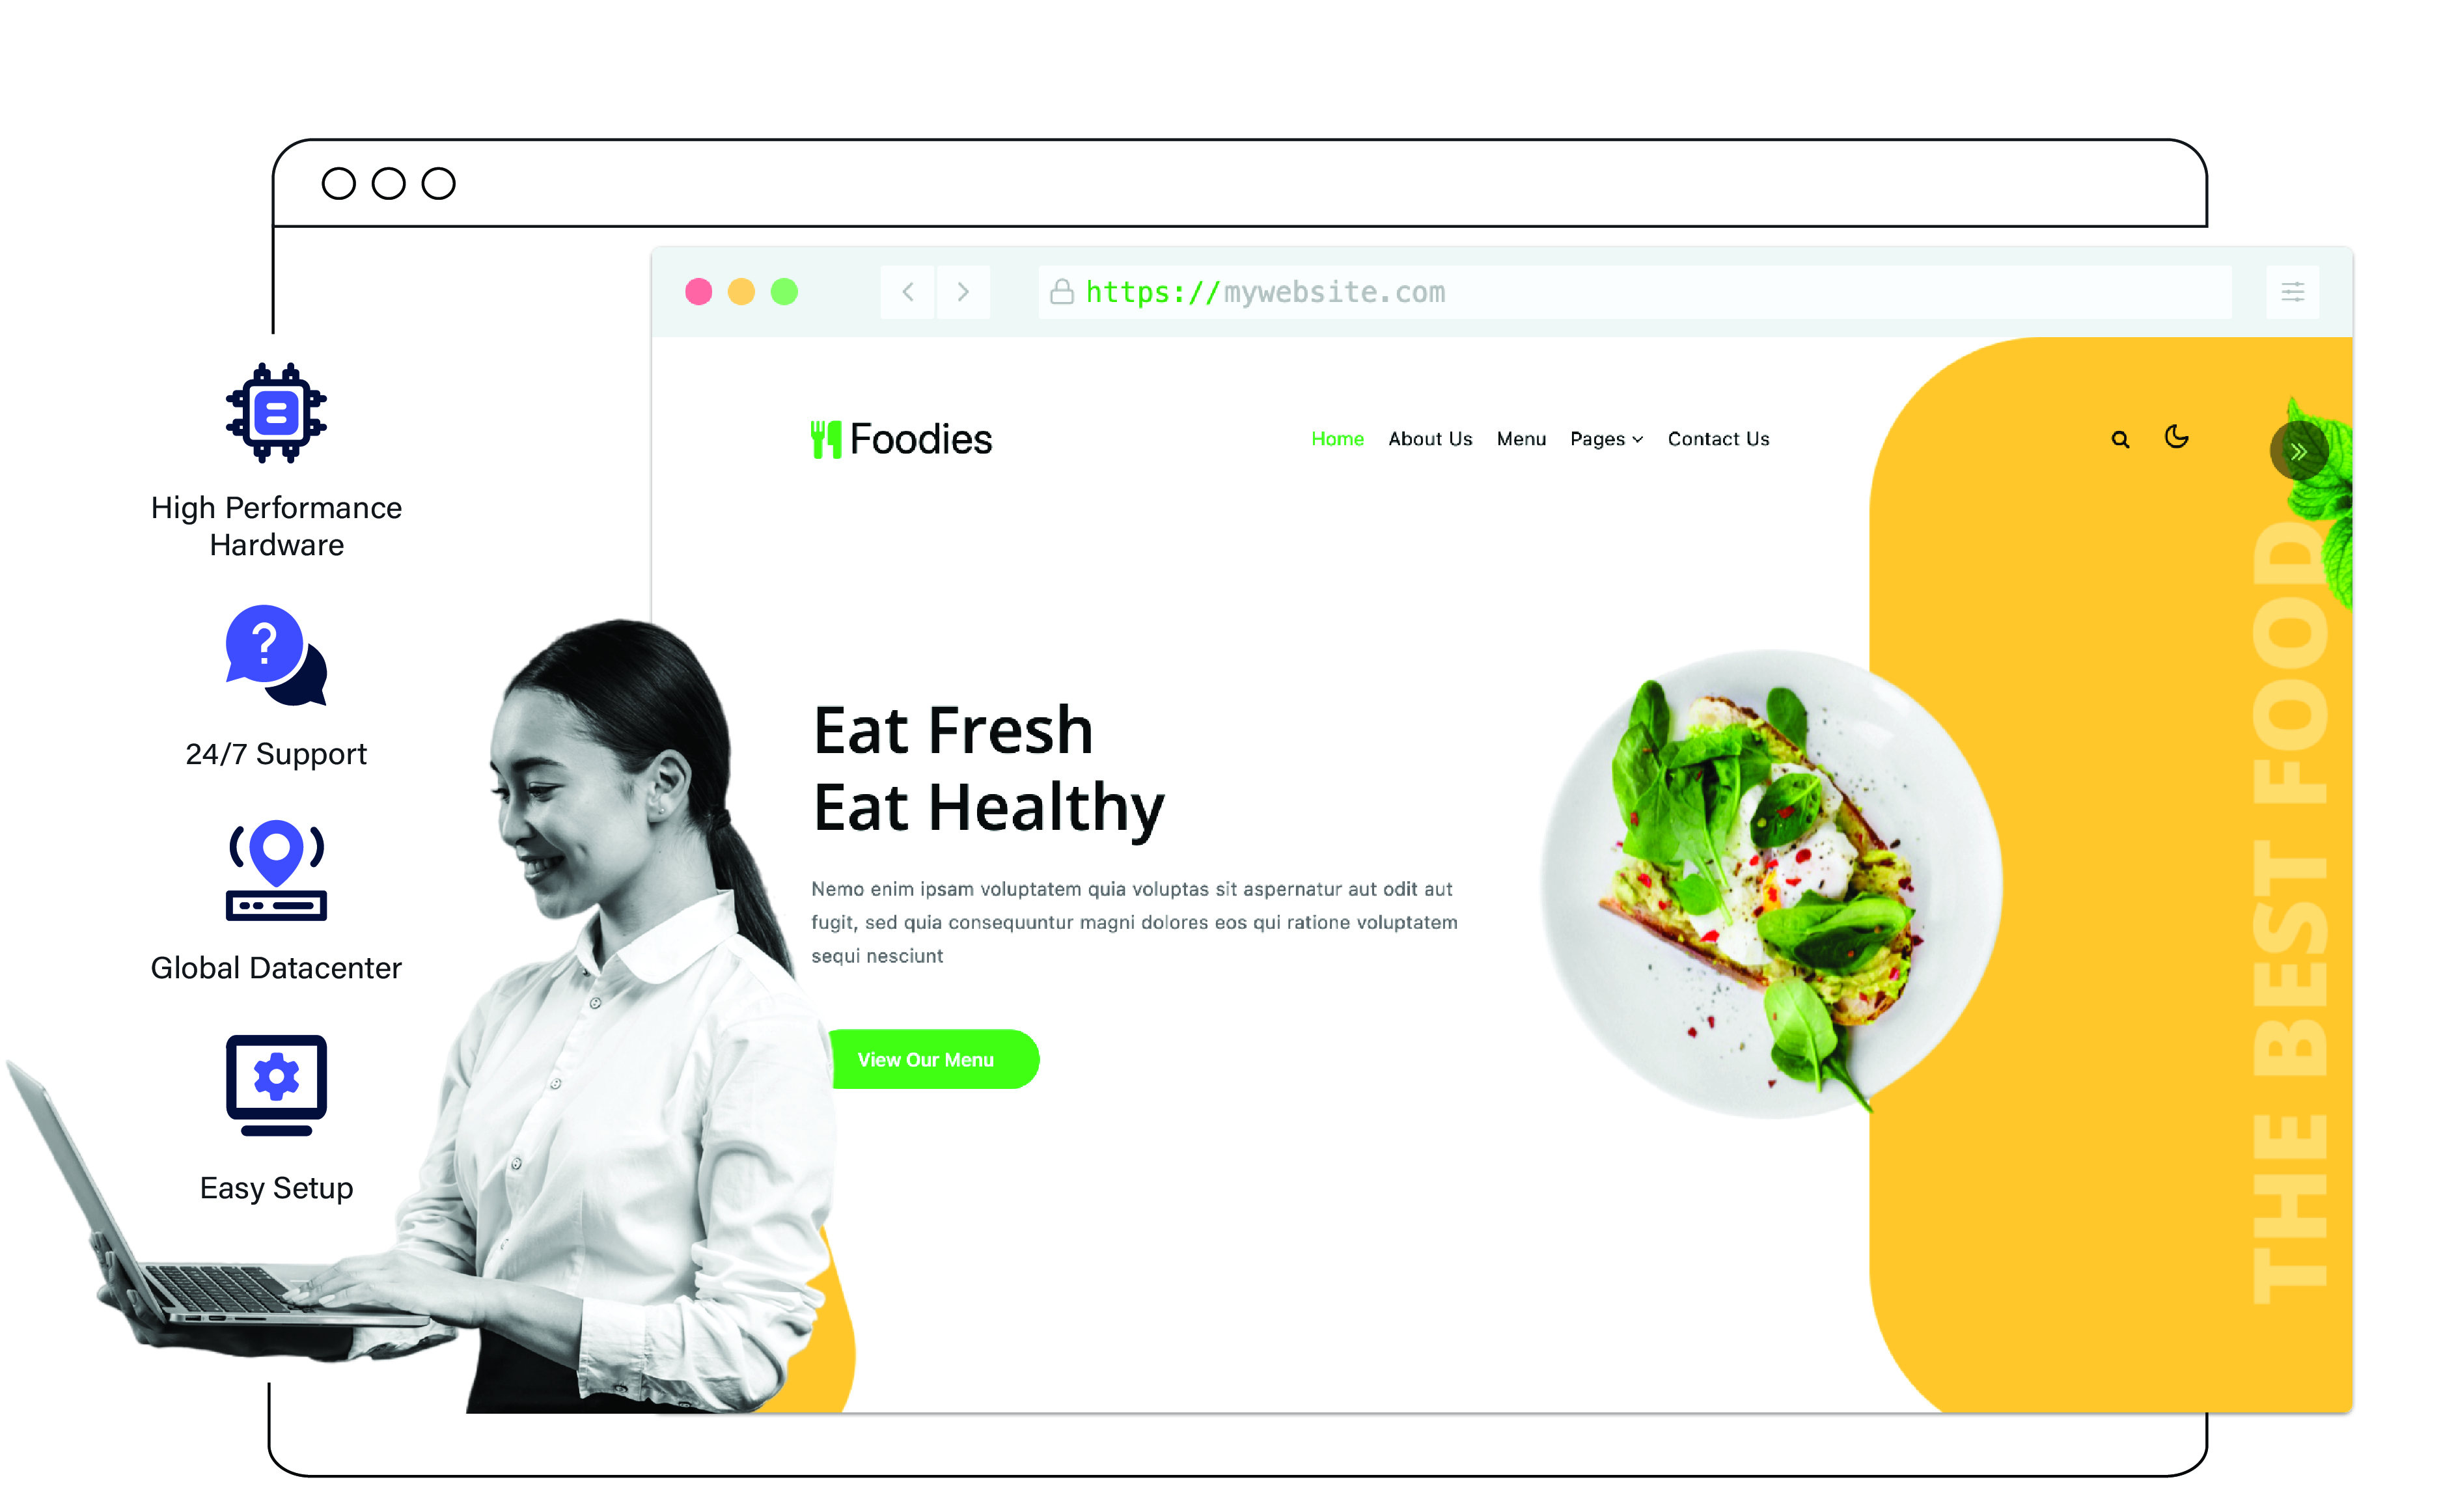 https://mywebsite.com
Foodies
Home About Us Menu Pages Contact Us
High Performance
Hardware
?
24/7 Support
Global Datacenter
Easy Setup
Eat Fresh
Eat Healthy
Nemo enim ipsam voluptatem quia voluptas sit aspernatur aut odit aut
fugit, sed quia consequuntur magni dolores eos qui ratione voluptatem
sequi nesciunt
View Our Menu
THE BEST FOOD